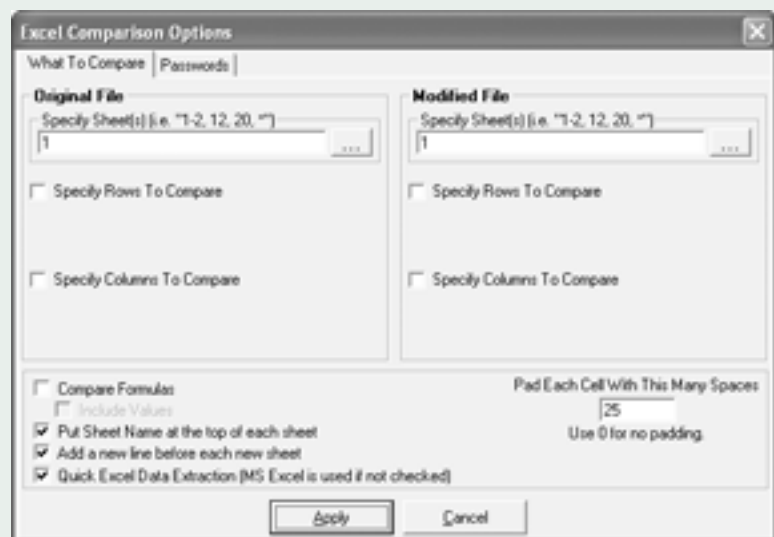 Excel Comparison Options
What To Compare Passwords
Original File
Specify Sheet(s) (i.e. "1-2, 12, 20, *")
1 ...
Specify Rows To Compare
Specify Columns To Compare
Modified File
Specify Sheet(s) (i.e. "1-2, 12, 20, *")
1 ...
Specify Rows To Compare
Specify Columns To Compare
Compare Formulas
Include Values
Put Sheet Name at the top of each sheet
Add a new line before each new sheet
Quick Excel Data Extraction (MS Excel is used if not checked)
Pad Each Cell With This Many Spaces
25
Use 0 for no padding.
Apply Cancel